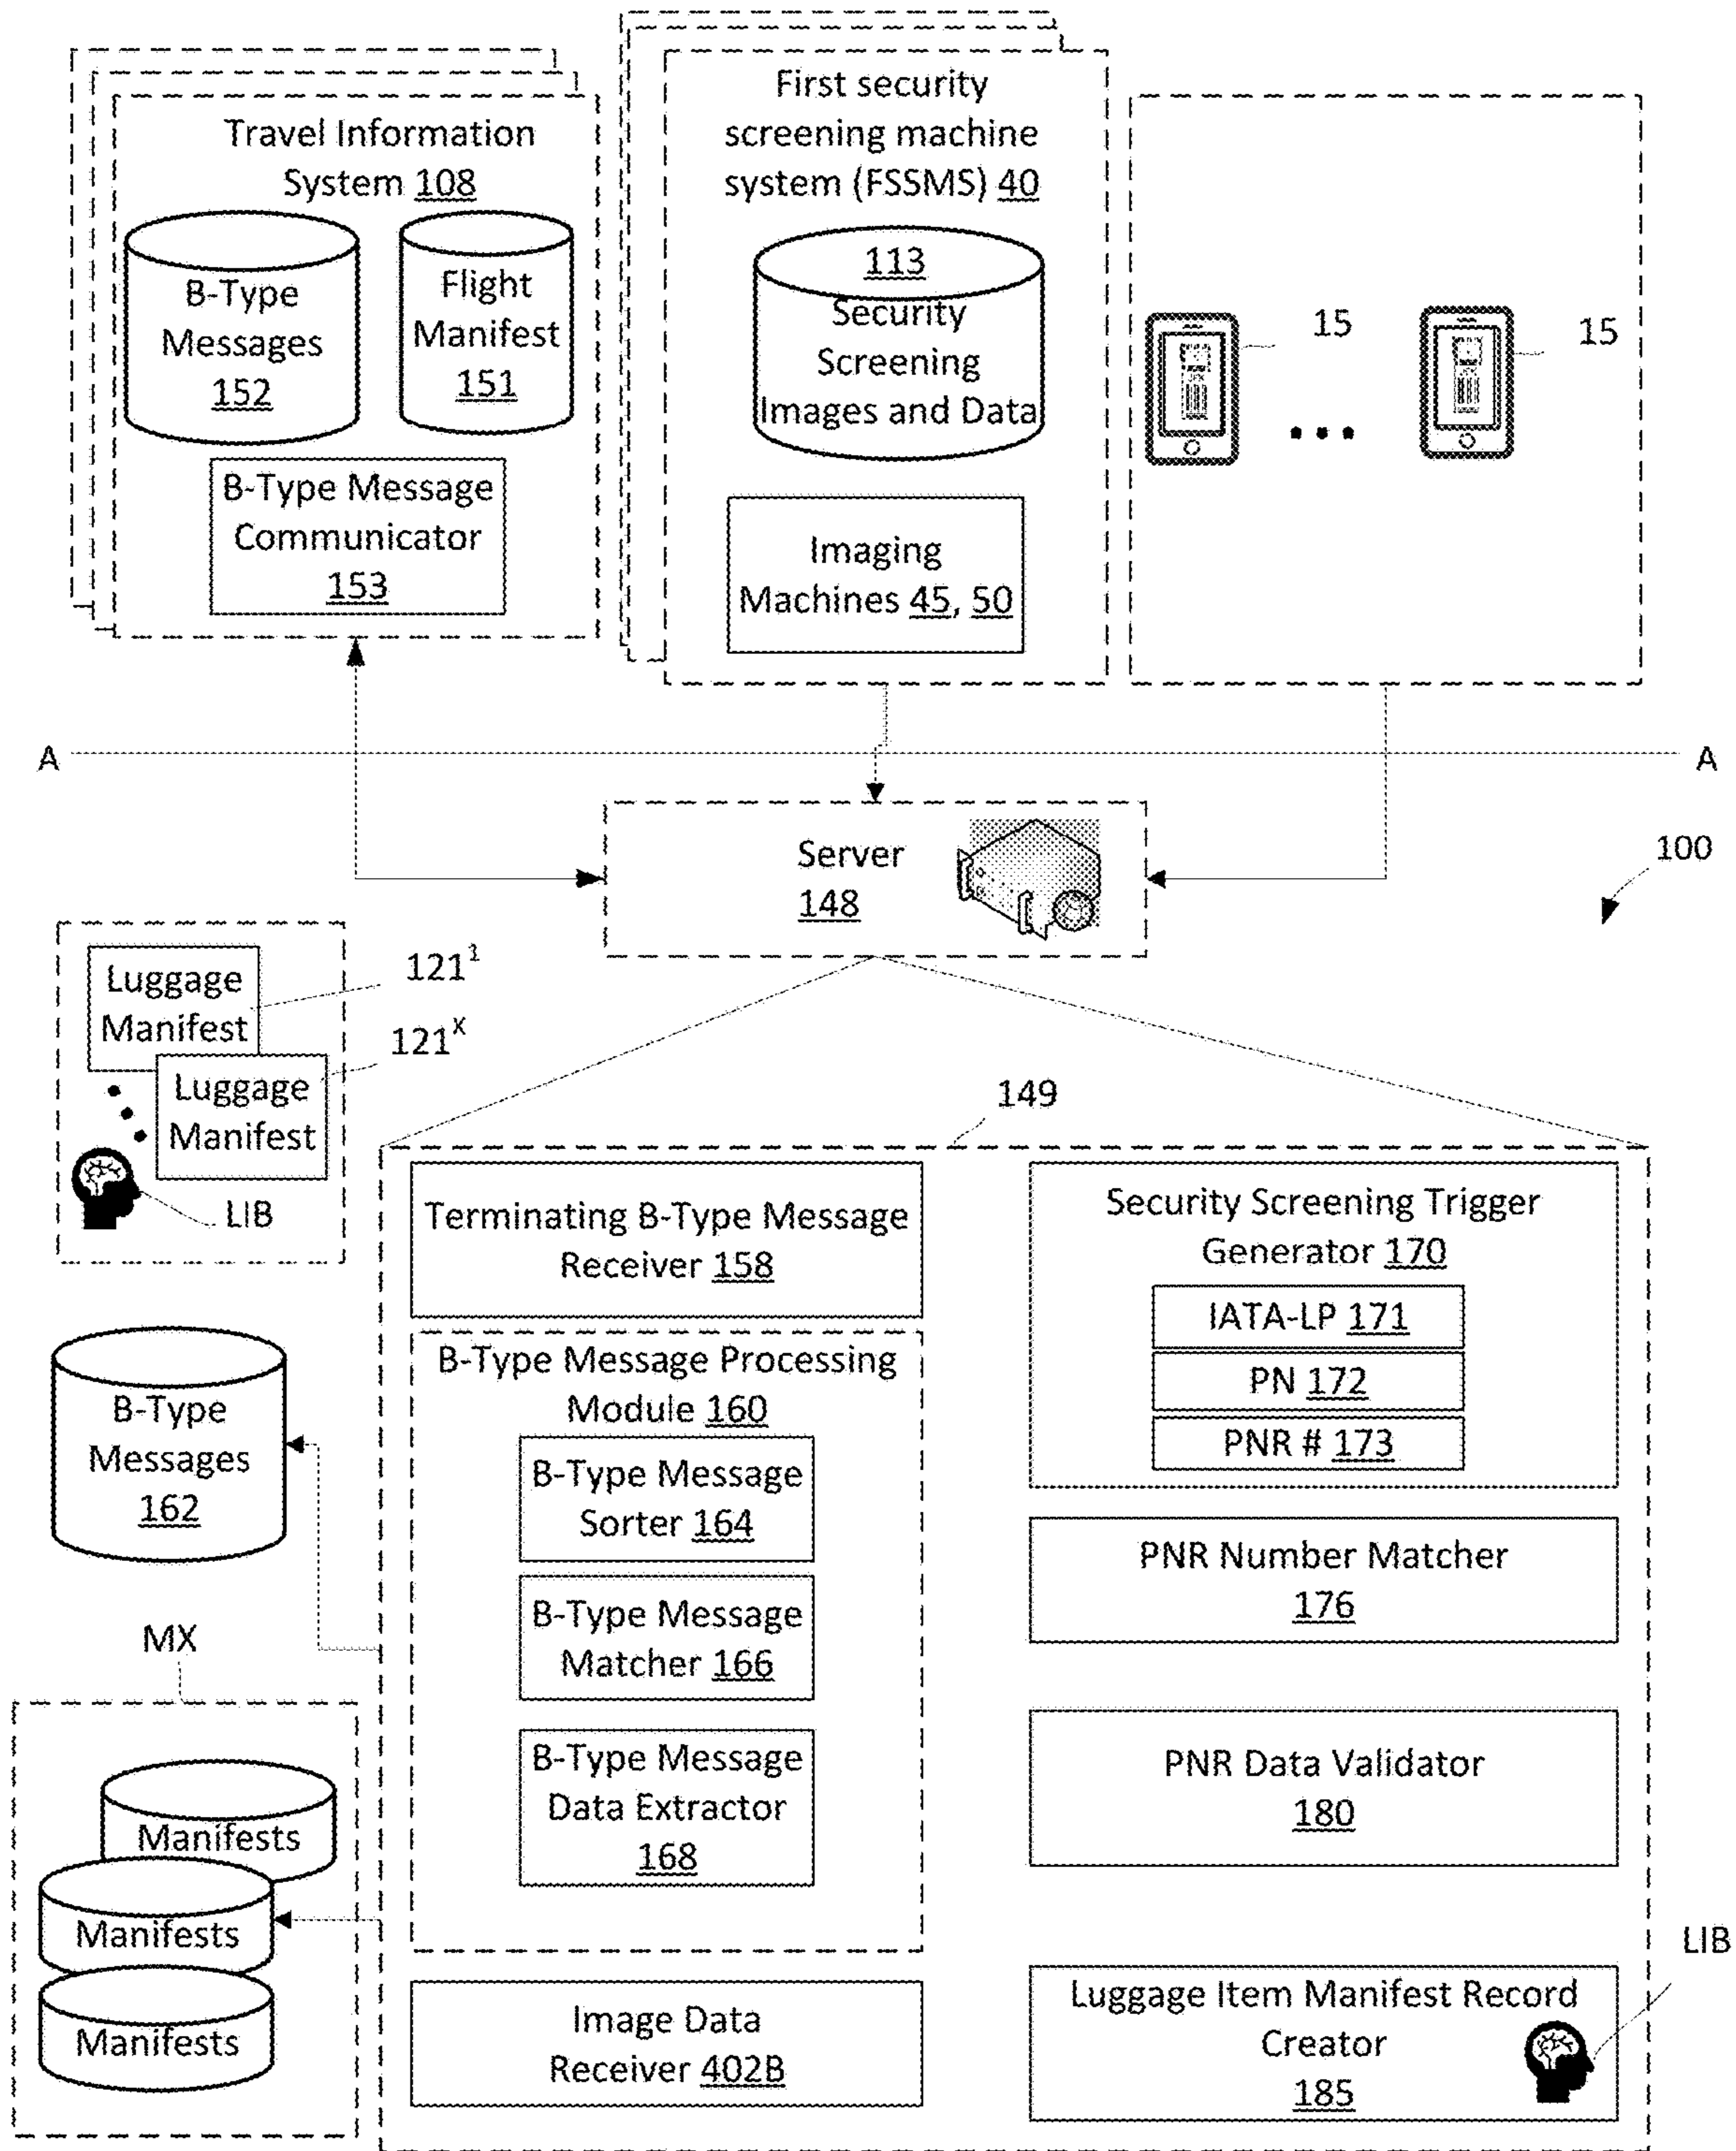 Travel Information
System 108
B-Type
Messages
152
Flight
Manifest
151
B-Type Message
Communicator
153
First security
screening machine
system (FSSMS) 40
113
Security
Screening
Images and Data
Imaging
Machines 45, 50
15
15
A
A
Server
148
100
Luggage
Manifest
121¹
121ˣ
Luggage
Manifest
LIB
149
Terminating B-Type Message
Receiver 158
B-Type Message Processing
Module 160
B-Type Message
Sorter 164
B-Type Message
Matcher 166
B-Type Message
Data Extractor
168
Image Data
Receiver 402B
Security Screening Trigger
Generator 170
IATA-LP 171
PN 172
PNR # 173
PNR Number Matcher
176
PNR Data Validator
180
Luggage Item Manifest Record
Creator
185
LIB
B-Type
Messages
162
MX
Manifests
Manifests
Manifests